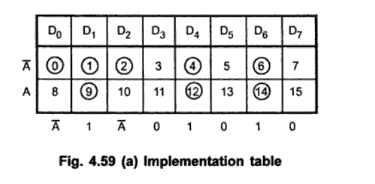 D₀ D₁ D₂ D₃ D₄ D₅ D₆ D₇
A̅ 0 1 2 3 4 5 6 7
A 8 9 10 11 12 13 14 15
A̅ 1 A̅ 0 1 0 1 0
Fig. 4.59 (a) Implementation table